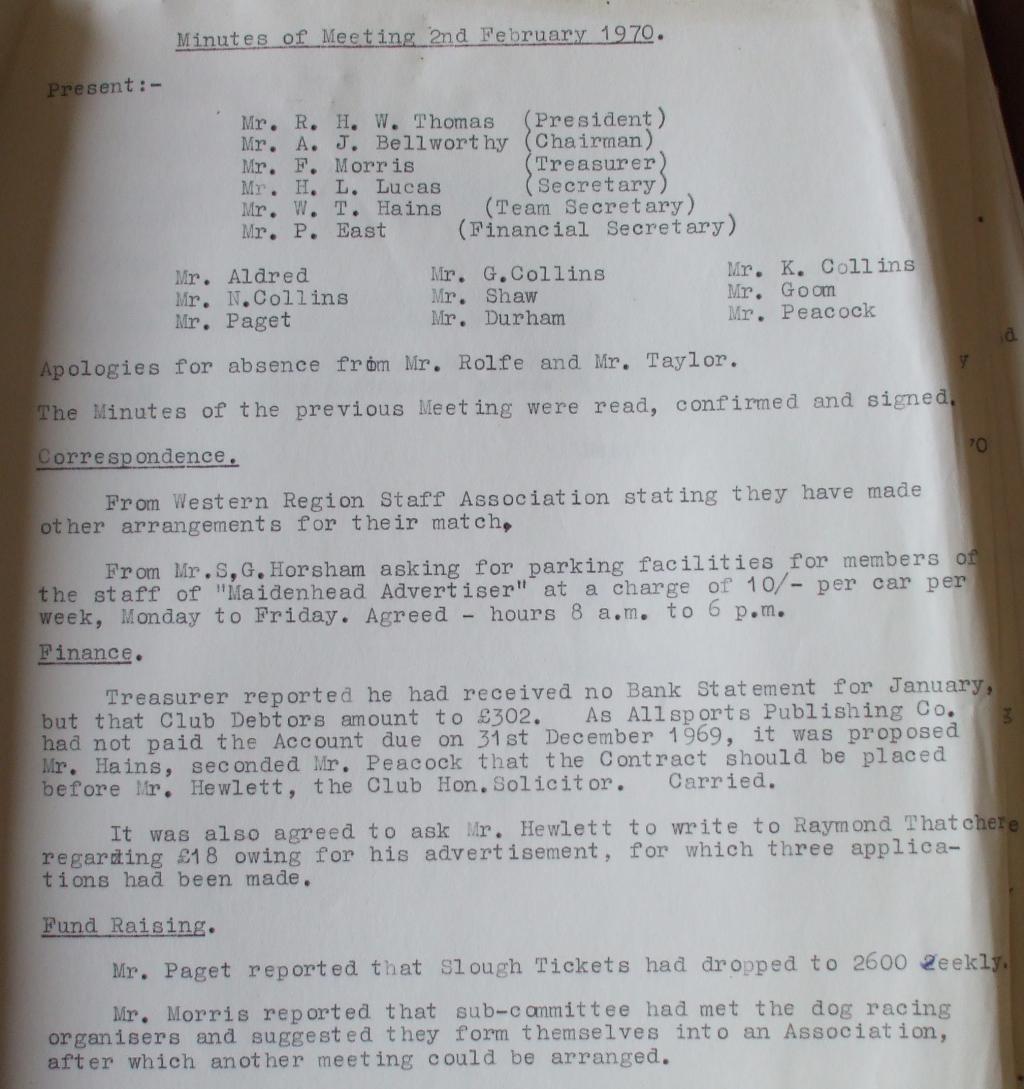 Minutes of Meeting 2nd February 1970.
Present:-
Mr. R. H. W. Thomas (President)
Mr. A. J. Bellworthy (Chairman)
Mr. F. Morris (Treasurer)
Mr. H. L. Lucas (Secretary)
Mr. W. T. Hains (Team Secretary)
Mr. P. East (Financial Secretary)
Mr. Aldred Mr. G.Collins Mr. K. Collins
Mr. N.Collins Mr. Shaw Mr. Goom
Mr. Paget Mr. Durham Mr. Peacock
Apologies for absence from Mr. Rolfe and Mr. Taylor.
The Minutes of the previous Meeting were read, confirmed and signed.
Correspondence.
From Western Region Staff Association stating they have made
other arrangements for their match,
From Mr.S,G.Horsham asking for parking facilities for members of
the staff of "Maidenhead Advertiser" at a charge of 10/- per car per
week, Monday to Friday. Agreed - hours 8 a.m. to 6 p.m.
Finance.
Treasurer reported he had received no Bank Statement for January,
but that Club Debtors amount to £302. As Allsports Publishing Co.
had not paid the Account due on 31st December 1969, it was proposed
Mr. Hains, seconded Mr. Peacock that the Contract should be placed
before Mr. Hewlett, the Club Hon.Solicitor. Carried.
It was also agreed to ask Mr. Hewlett to write to Raymond Thatchere
regarding £18 owing for his advertisement, for which three applica-
tions had been made.
Fund Raising.
Mr. Paget reported that Slough Tickets had dropped to 2600
Mr. Morris reported that sub-committee had met the dog racing
organisers and suggested they form themselves into an Association,
after which another meeting could be arranged.